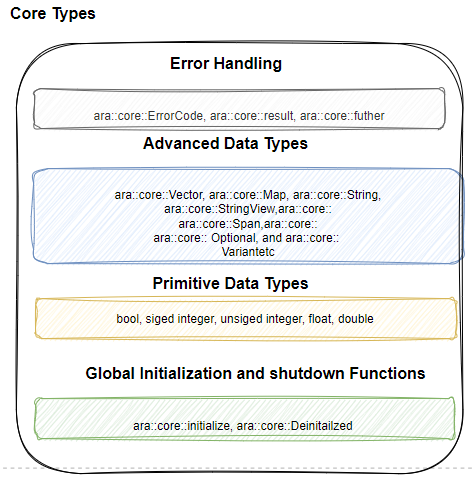 Core Types
Error Handling
ara::core::ErrorCode, ara::core::result, ara::core::futher
Advanced Data Types
ara::core::Vector, ara::core::Map, ara::core::String,
ara::core::StringView,ara::core::
ara::core::Span,ara::core::
ara::core:: Optional, and ara::core::
Variantetc
Primitive Data Types
bool, siged integer, unsiged integer, float, double
Global Initialization and shutdown Functions
ara::core::initialize, ara::core::Deinitailzed